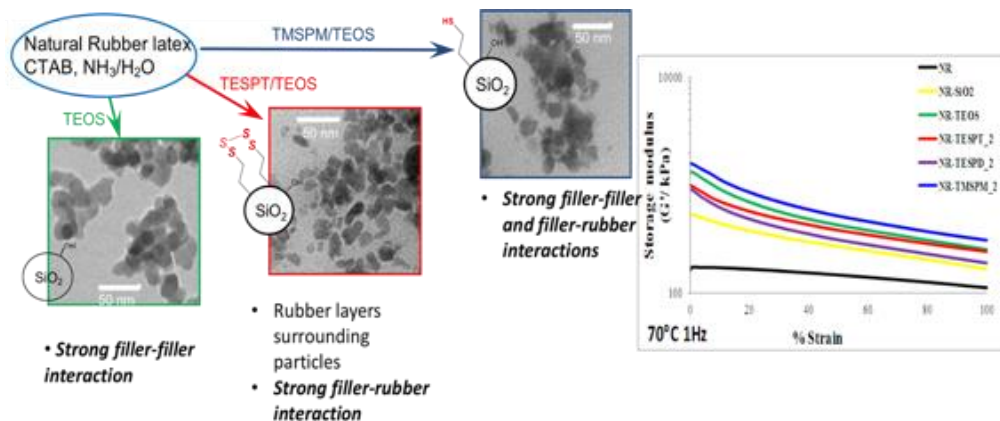 Natural Rubber latex
CTAB, NH₃/H₂O
TMSPM/TEOS
TESPT/TEOS
TEOS
HS
OH
SiO₂
50 nm
• Strong filler-filler
and filler-rubber
interactions
S S
S S
SiO₂
50 nm
• Rubber layers
surrounding
particles
• Strong filler-rubber
interaction
SiO₂
50 nm
• Strong filler-filler
interaction
10000
Storage modulus
(G'/kPa)
100
NR
NR-SiO2
NR-TEOS
NR-TESPT_2
NR-TESPD_2
NR-TMSPM_2
0 20 40 60 80 100
70°C 1Hz
% Strain